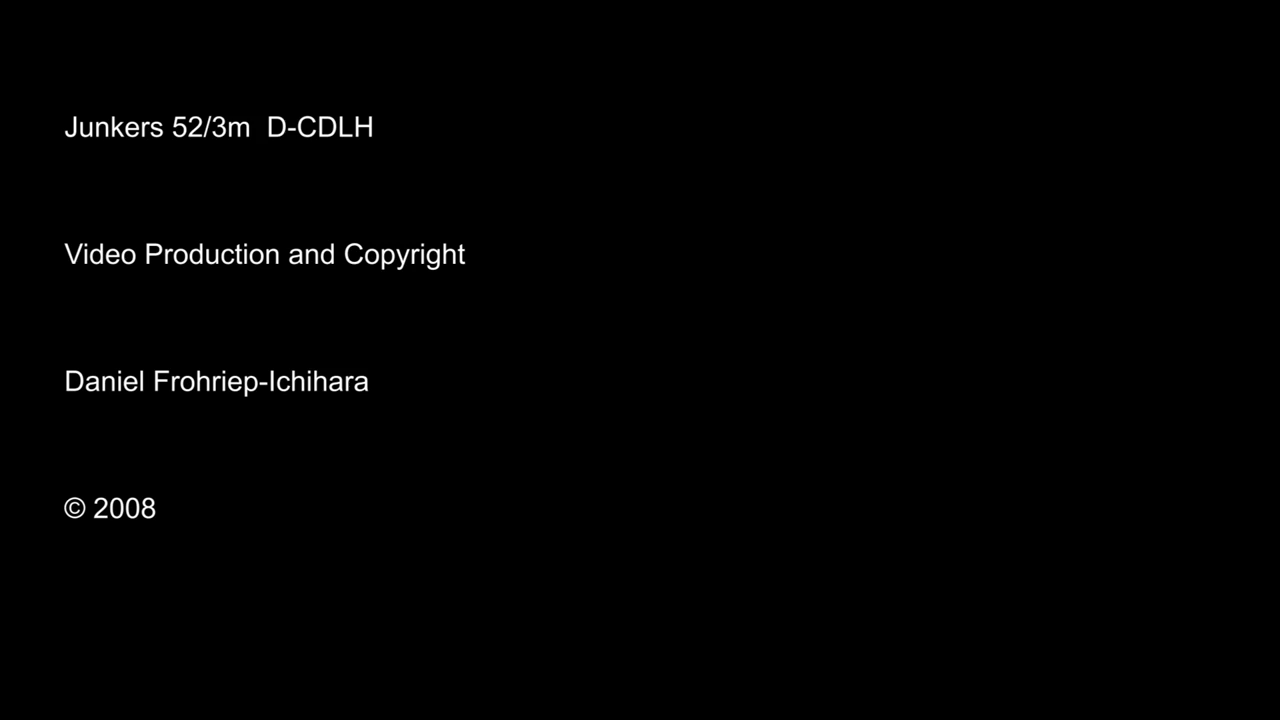 Junkers 52/3m  D-CDLH
Video Production and Copyright
Daniel Frohriep-Ichihara
© 2008